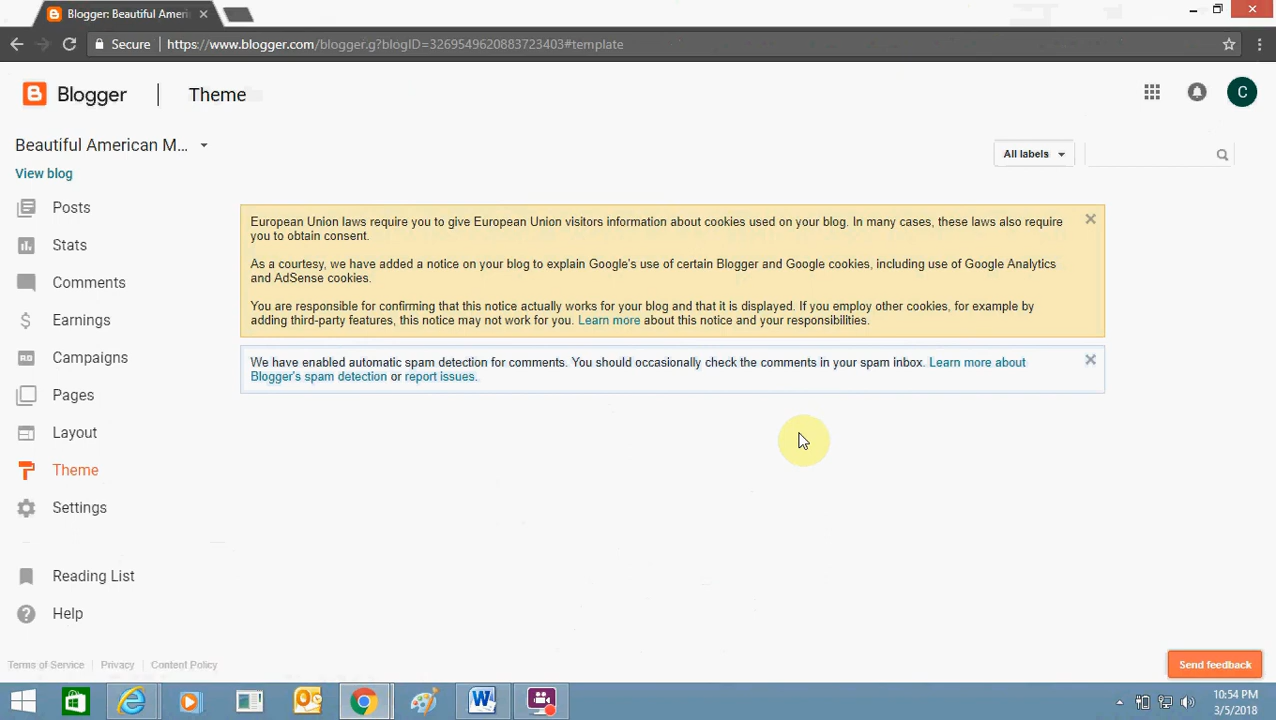 Blogger: Beautiful Ameri
Secure
https://www.blogger.com/blogger.g?blogID=3269549620883723403#template
Blogger
Theme
C
Beautiful American M...
All labels
View blog
Posts
Stats
Comments
Earnings
Campaigns
Pages
Layout
Theme
Settings
Reading List
Help
European Union laws require you to give European Union visitors information about cookies used on your blog. In many cases, these laws also require
you to obtain consent.
As a courtesy, we have added a notice on your blog to explain Google's use of certain Blogger and Google cookies, including use of Google Analytics
and AdSense cookies.
You are responsible for confirming that this notice actually works for your blog and that it is displayed. If you employ other cookies, for example by
adding third-party features, this notice may not work for you. Learn more about this notice and your responsibilities.
We have enabled automatic spam detection for comments. You should occasionally check the comments in your spam inbox. Learn more about
Blogger's spam detection or report issues.
Terms of Service
Privacy
Content Policy
Send feedback
10:54 PM
3/5/2018